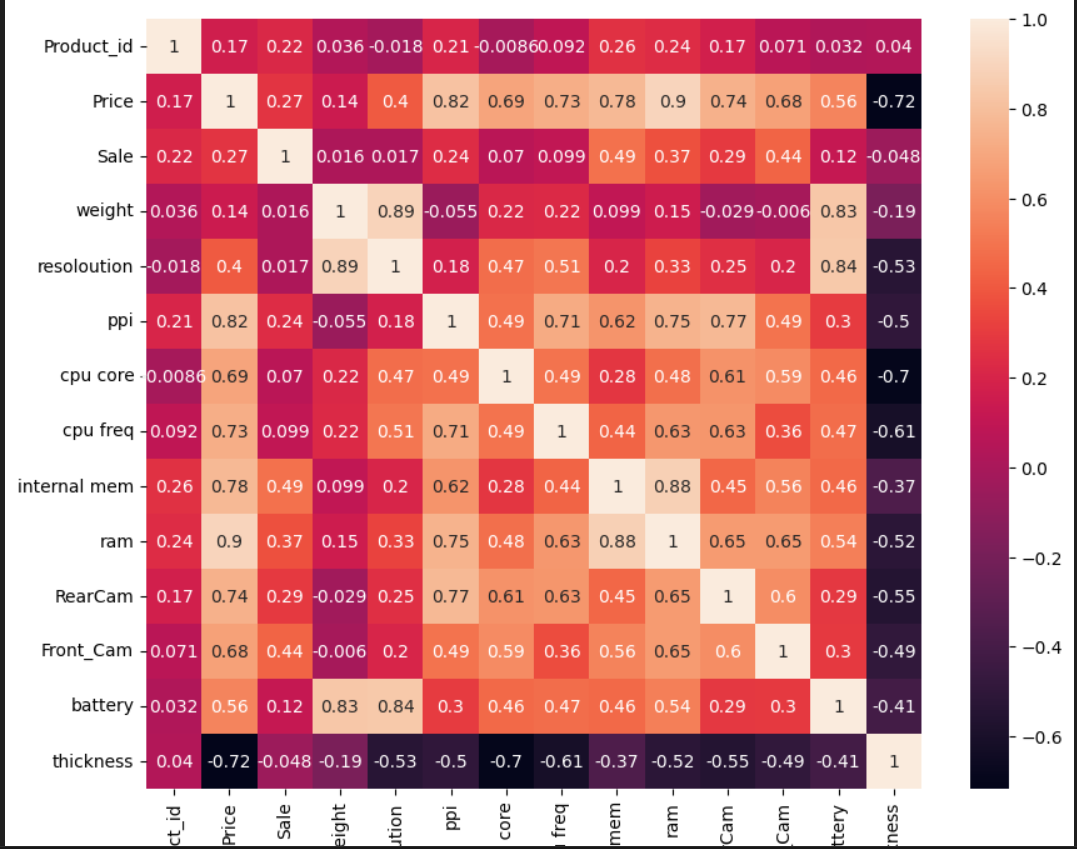 Product_id 1 0.17 0.22 0.036 -0.018 0.21 -0.0086 0.092 0.26 0.24 0.17 0.071 0.032 0.04
Price 0.17 1 0.27 0.14 0.4 0.82 0.69 0.73 0.78 0.9 0.74 0.68 0.56 -0.72
Sale 0.22 0.27 1 0.016 0.017 0.24 0.07 0.099 0.49 0.37 0.29 0.44 0.12 -0.048
weight 0.036 0.14 0.016 1 0.89 -0.055 0.22 0.22 0.099 0.15 -0.029 -0.006 0.83 -0.19
resoloution -0.018 0.4 0.017 0.89 1 0.18 0.47 0.51 0.2 0.33 0.25 0.2 0.84 -0.53
ppi 0.21 0.82 0.24 -0.055 0.18 1 0.49 0.71 0.62 0.75 0.77 0.49 0.3 -0.5
cpu core -0.0086 0.69 0.07 0.22 0.47 0.49 1 0.49 0.28 0.48 0.61 0.59 0.46 -0.7
cpu freq 0.092 0.73 0.099 0.22 0.51 0.71 0.49 1 0.44 0.63 0.63 0.36 0.47 -0.61
internal mem 0.26 0.78 0.49 0.099 0.2 0.62 0.28 0.44 1 0.88 0.45 0.56 0.46 -0.37
ram 0.24 0.9 0.37 0.15 0.33 0.75 0.48 0.63 0.88 1 0.65 0.65 0.54 -0.52
RearCam 0.17 0.74 0.29 -0.029 0.25 0.77 0.61 0.63 0.45 0.65 1 0.6 0.29 -0.55
Front_Cam 0.071 0.68 0.44 -0.006 0.2 0.49 0.59 0.36 0.56 0.65 0.6 1 0.3 -0.49
battery 0.032 0.56 0.12 0.83 0.84 0.3 0.46 0.47 0.46 0.54 0.29 0.3 1 -0.41
thickness 0.04 -0.72 -0.048 -0.19 -0.53 -0.5 -0.7 -0.61 -0.37 -0.52 -0.55 -0.49 -0.41 1
ct_id
Price
Sale
eight
ution
ppi
core
freq
mem
ram
Cam
_Cam
ttery
ness
1.0
0.8
0.6
0.4
0.2
0.0
−0.2
−0.4
−0.6